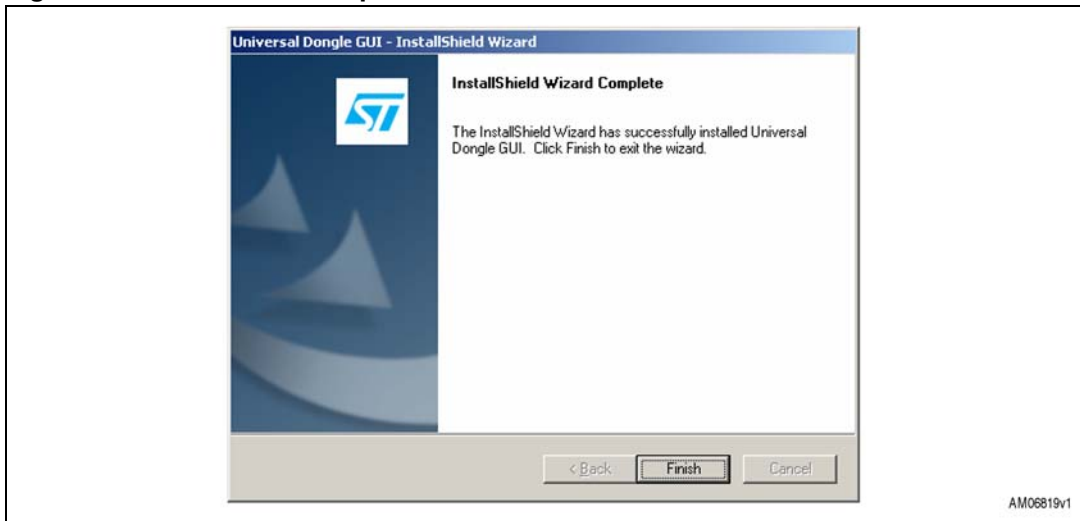 Universal Dongle GUI - InstallShield Wizard
ST
InstallShield Wizard Complete
The InstallShield Wizard has successfully installed Universal
Dongle GUI. Click Finish to exit the wizard.
< Back
Finish
Cancel
AM06819v1